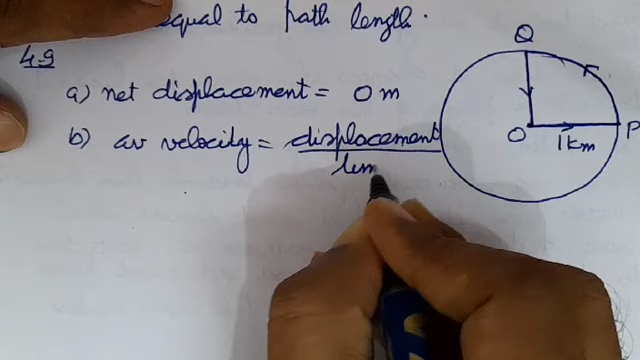 equal to path length.
4.9
a) net displacement = 0 m
b) av velocity = displacement
Q
O
P
1 km